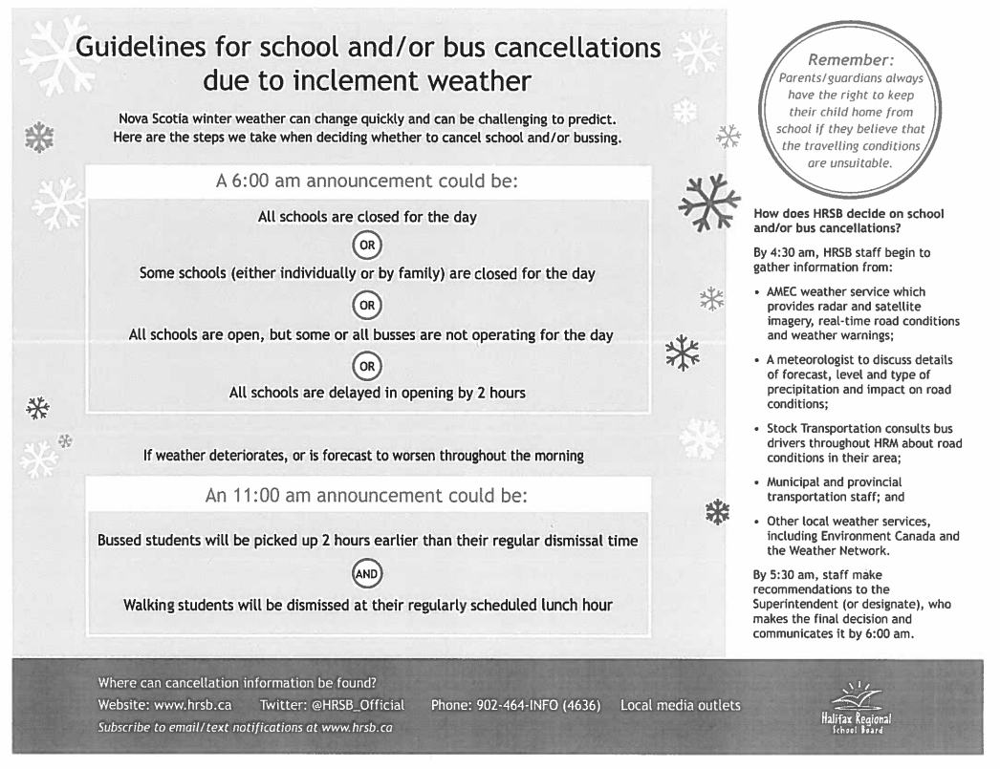 Guidelines for school and/or bus cancellations
due to inclement weather
Nova Scotia winter weather can change quickly and can be challenging to predict.
Here are the steps we take when deciding whether to cancel school and/or bussing.
A 6:00 am announcement could be:
All schools are closed for the day
OR
Some schools (either individually or by family) are closed for the day
OR
All schools are open, but some or all busses are not operating for the day
OR
All schools are delayed in opening by 2 hours
If weather deteriorates, or is forecast to worsen throughout the morning
An 11:00 am announcement could be:
Bussed students will be picked up 2 hours earlier than their regular dismissal time
AND
Walking students will be dismissed at their regularly scheduled lunch hour
Remember:
Parents/guardians always
have the right to keep
their child home from
school if they believe that
the travelling conditions
are unsuitable.
How does HRSB decide on school
and/or bus cancellations?
By 4:30 am, HRSB staff begin to
gather information from:
• AMEC weather service which
provides radar and satellite
imagery, real-time road conditions
and weather warnings;
• A meteorologist to discuss details
of forecast, level and type of
precipitation and impact on road
conditions;
• Stock Transportation consults bus
drivers throughout HRM about road
conditions in their area;
• Municipal and provincial
transportation staff; and
• Other local weather services,
including Environment Canada and
the Weather Network.
By 5:30 am, staff make
recommendations to the
Superintendent (or designate), who
makes the final decision and
communicates it by 6:00 am.
Where can cancellation information be found?
Website: www.hrsb.ca Twitter: @HRSB_Official Phone: 902-464-INFO (4636) Local media outlets
Subscribe to email/text notifications at www.hrsb.ca
Halifax Regional
School Board